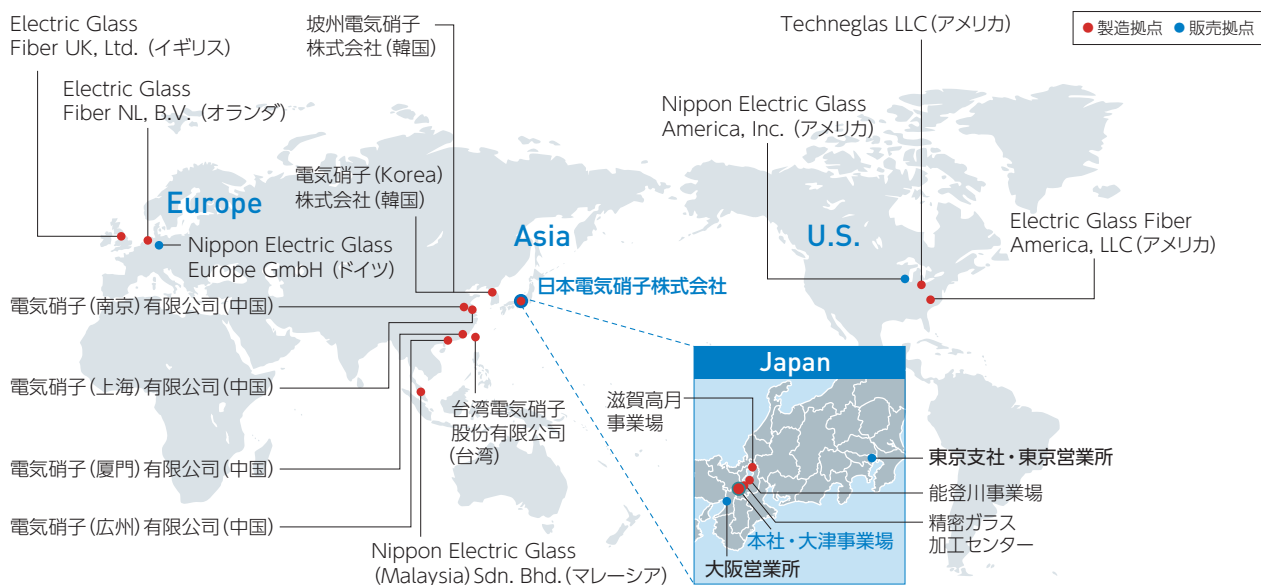 Electric Glass
Fiber UK, Ltd. (イギリス)
坡州電気硝子
株式会社(韓国)
Techneglas LLC(アメリカ)
● 製造拠点 ● 販売拠点
Electric Glass
Fiber NL, B.V. (オランダ)
Nippon Electric Glass
America, Inc. (アメリカ)
電気硝子(Korea)
株式会社(韓国)
Europe
Asia
U.S.
Electric Glass Fiber
America, LLC(アメリカ)
Nippon Electric Glass
Europe GmbH (ドイツ)
日本電気硝子株式会社
電気硝子(南京)有限公司(中国)
電気硝子(上海)有限公司(中国)
台湾電気硝子
股份有限公司
(台湾)
電気硝子(厦門)有限公司(中国)
電気硝子(広州)有限公司(中国)
Nippon Electric Glass
(Malaysia) Sdn. Bhd.(マレーシア)
Japan
滋賀高月
事業場
東京支社・東京営業所
能登川事業場
精密ガラス
加工センター
本社・大津事業場
大阪営業所